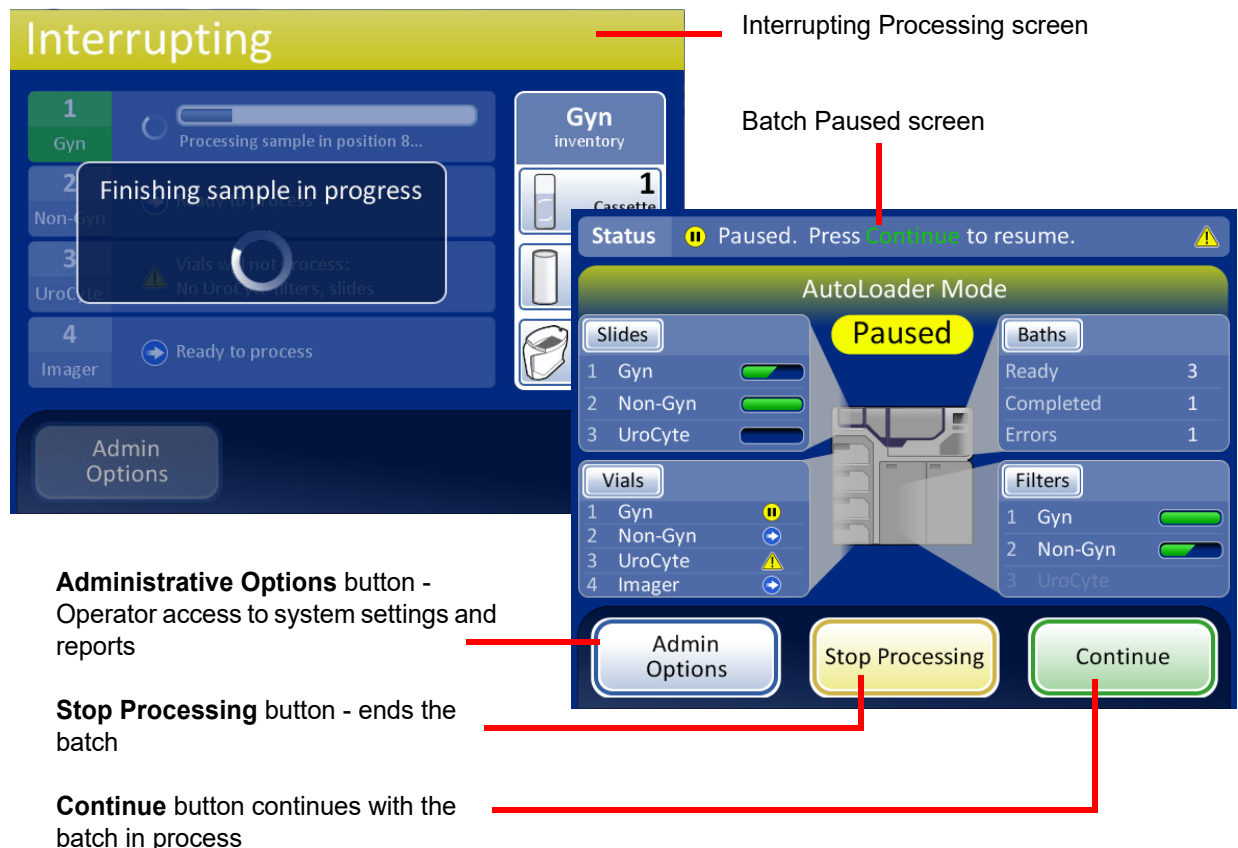 Interrupting
Interrupting Processing screen
1
Gyn
Processing sample in position 8...
Gyn
inventory
Batch Paused screen
2
Non-Gyn
Ready to process
Finishing sample in progress
1
Cassette
3
UroCyte
Vials will not process:
No UroCyte filters, slides
4
Imager
Ready to process
Admin
Options
Status
Paused. Press Continue to resume.
AutoLoader Mode
Paused
Slides
1 Gyn
2 Non-Gyn
3 UroCyte
Baths
Ready 3
Completed 1
Errors 1
Vials
1 Gyn
2 Non-Gyn
3 UroCyte
4 Imager
Filters
1 Gyn
2 Non-Gyn
3 UroCyte
Admin
Options
Stop Processing
Continue
Administrative Options button -
Operator access to system settings and
reports
Stop Processing button - ends the
batch
Continue button continues with the
batch in process